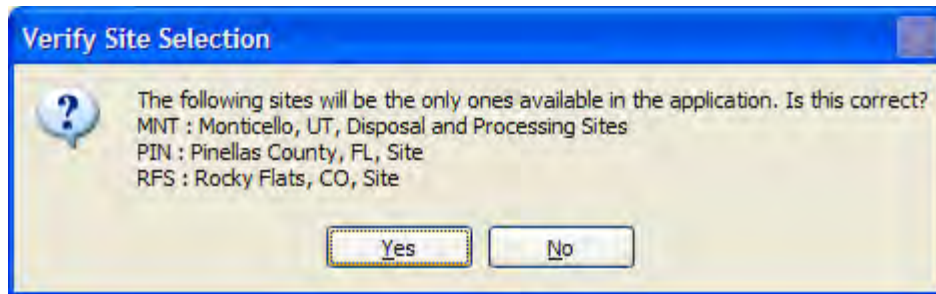 Verify Site Selection
The following sites will be the only ones available in the application. Is this correct?
MNT : Monticello, UT, Disposal and Processing Sites
PIN : Pinellas County, FL, Site
RFS : Rocky Flats, CO, Site
Yes No